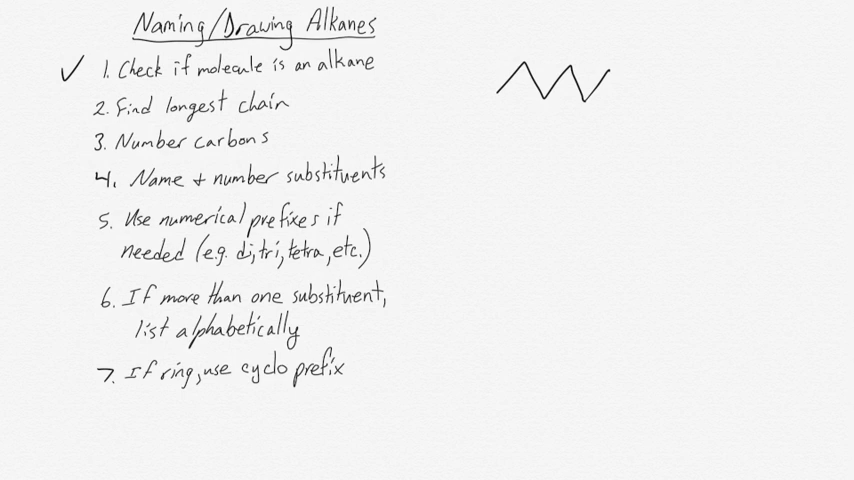 Naming/Drawing Alkanes
✓ 1. Check if molecule is an alkane
2. Find longest chain
3. Number carbons
4. Name + number substituents
5. Use numerical prefixes if
needed (e.g. di, tri, tetra, etc.)
6. If more than one substituent,
list alphabetically
7. If ring, use cyclo prefix